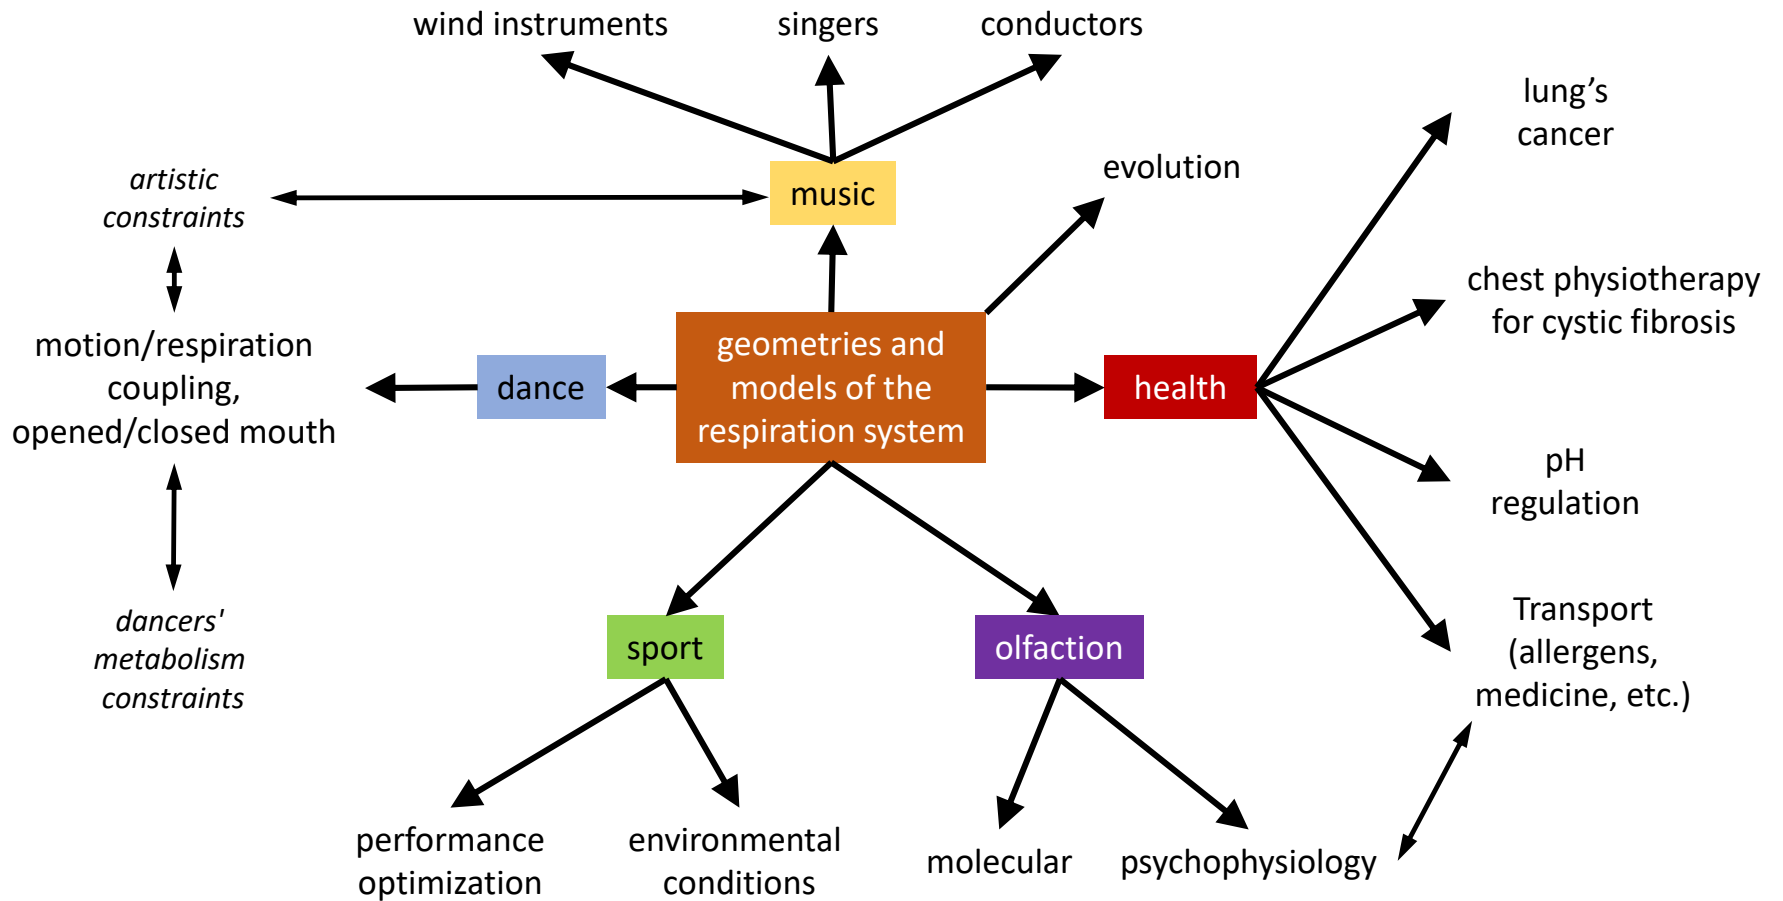 wind instruments
singers
conductors
lung’s
cancer
evolution
artistic
constraints
music
chest physiotherapy
for cystic fibrosis
motion/respiration
coupling,
opened/closed mouth
dance
geometries and
models of the
respiration system
health
pH
regulation
dancers'
metabolism
constraints
sport
olfaction
Transport
(allergens,
medicine, etc.)
performance
optimization
environmental
conditions
molecular
psychophysiology